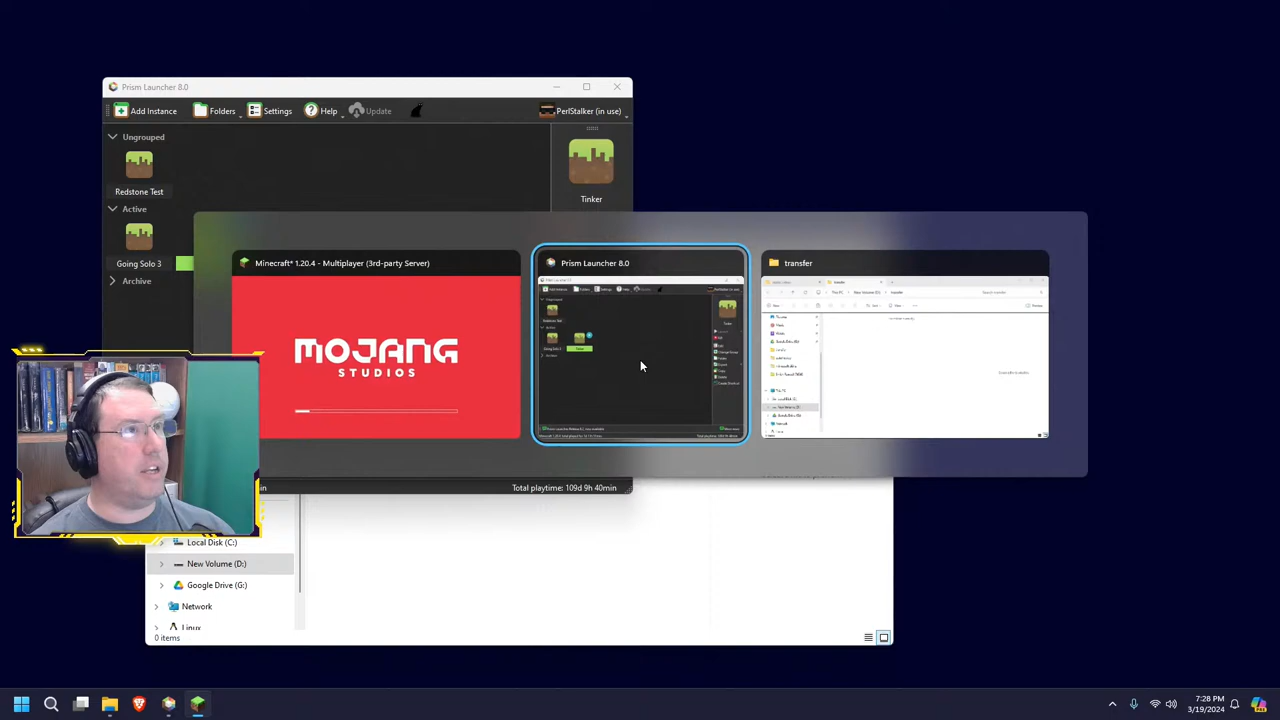 Prism Launcher 8.0
Add Instance
Folders
Settings
Help
Update
PerlStalker (in use)
Ungrouped
Redstone Test
Active
Going Solo 3
Archive
Tinker
Minecraft* 1.20.4 - Multiplayer (3rd-party Server)
MOJANG
STUDIOS
Prism Launcher 8.0
transfer
Total playtime: 109d 9h 40min
Local Disk (C:)
New Volume (D:)
Google Drive (G:)
Network
Linux
0 items
7:28 PM
3/19/2024